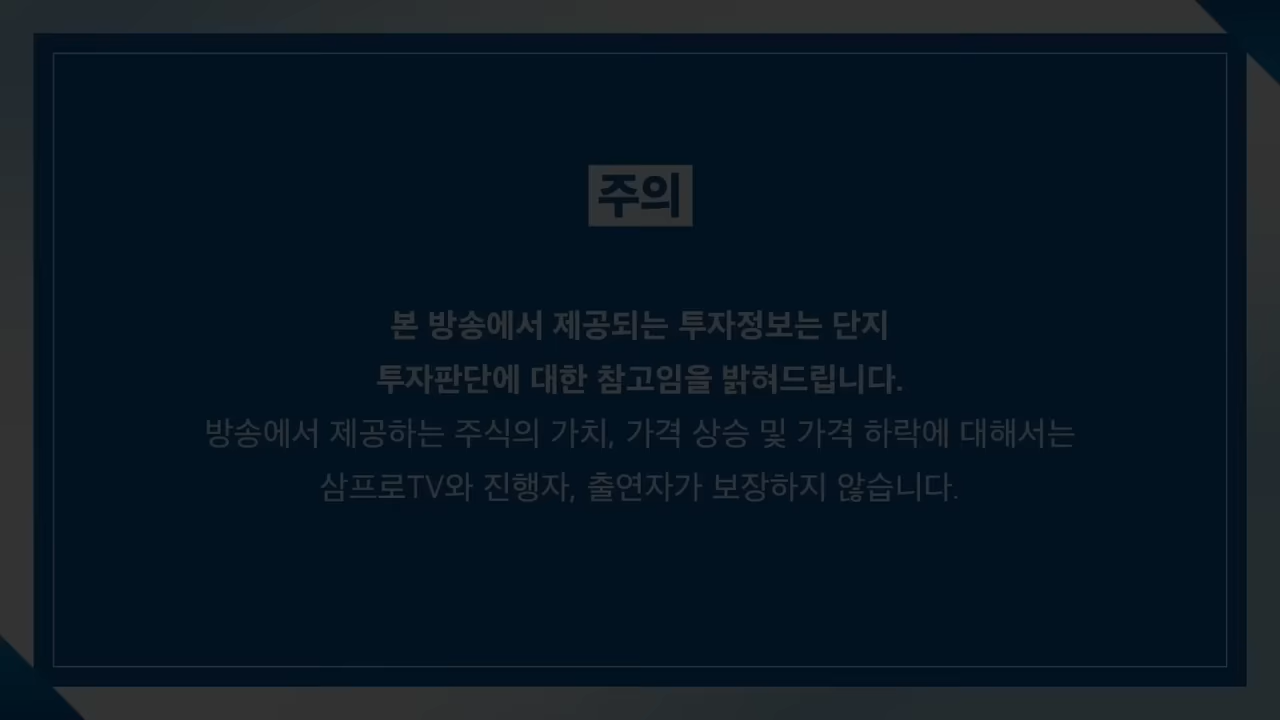 주의
본 방송에서 제공되는 투자정보는 단지
투자판단에 대한 참고임을 밝혀드립니다.
방송에서 제공하는 주식의 가치, 가격 상승 및 가격 하락에 대해서는
삼프로TV와 진행자, 출연자가 보장하지 않습니다.